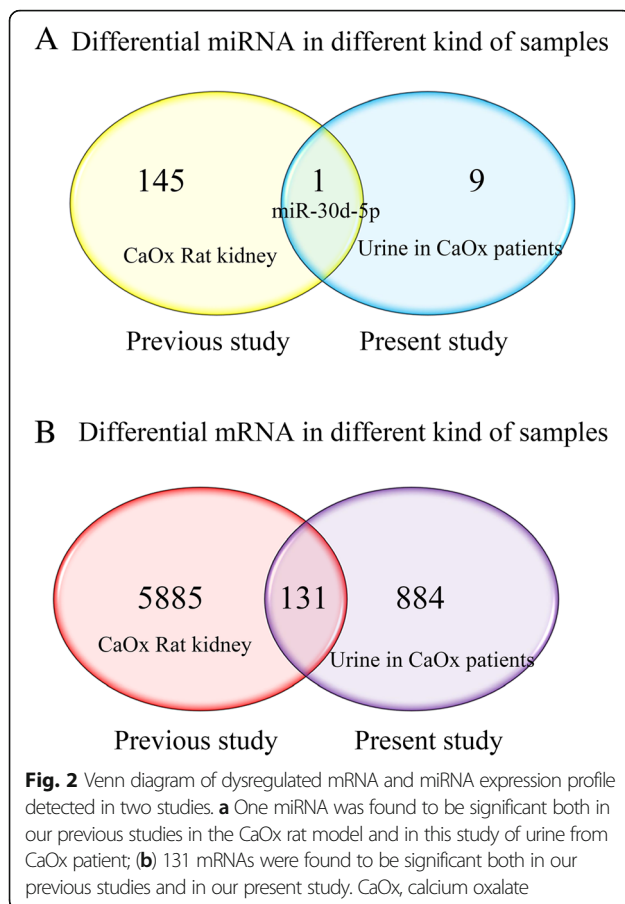 A Differential miRNA in different kind of samples
145
1
9
miR-30d-5p
CaOx Rat kidney
Urine in CaOx patients
Previous study
Present study
B Differential mRNA in different kind of samples
5885
131
884
CaOx Rat kidney
Urine in CaOx patients
Previous study
Present study
Fig. 2 Venn diagram of dysregulated mRNA and miRNA expression profile
detected in two studies. a One miRNA was found to be significant both in
our previous studies in the CaOx rat model and in this study of urine from
CaOx patient; (b) 131 mRNAs were found to be significant both in our
previous studies and in our present study. CaOx, calcium oxalate